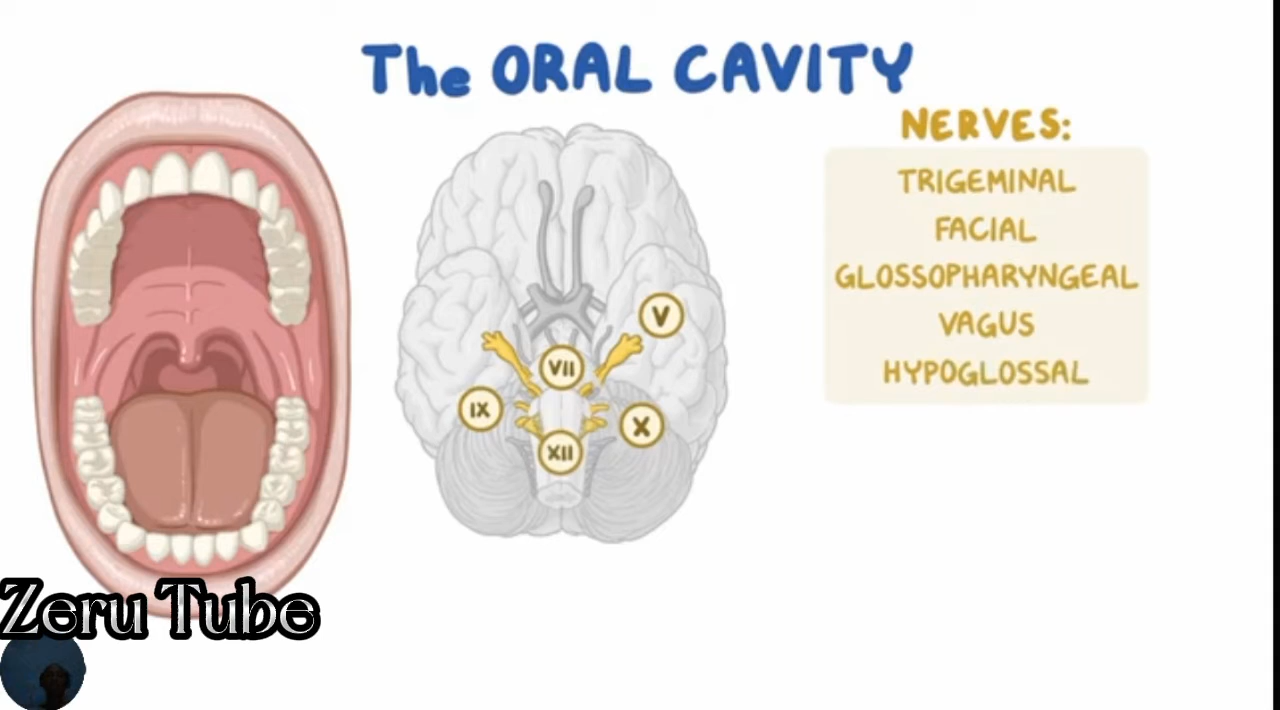 The ORAL CAVITY
NERVES:
TRIGEMINAL
FACIAL
GLOSSOPHARYNGEAL
VAGUS
HYPOGLOSSAL
V
VII
IX
X
XII
Zeru Tube